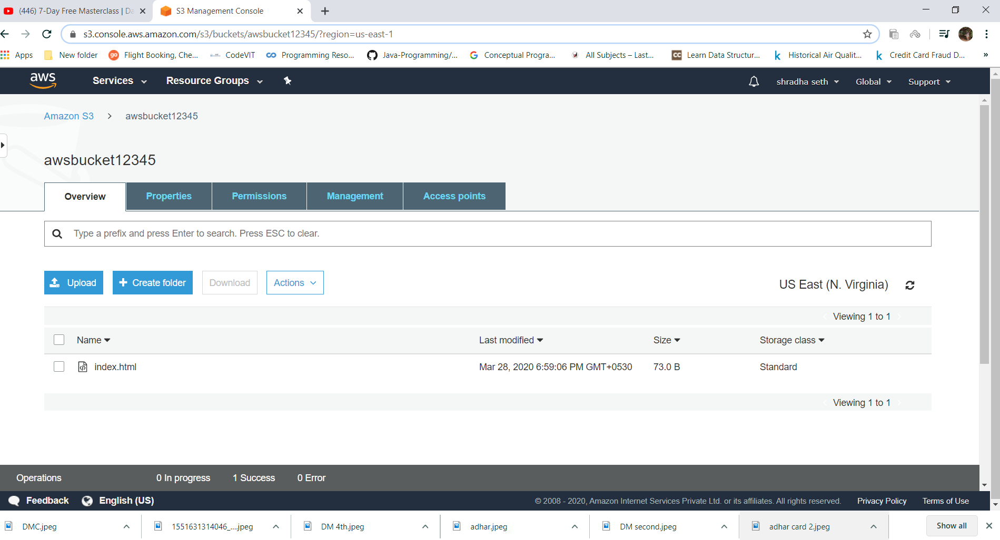 (446) 7-Day Free Masterclass | Da
S3 Management Console
s3.console.aws.amazon.com/s3/buckets/awsbucket12345/?region=us-east-1
Apps New folder go Flight Booking, Che... CodeVIT Programming Reso... Java-Programming/... Conceptual Progra... All Subjects – Last... CC Learn Data Structur... k Historical Air Qualit... k Credit Card Fraud D... »
aws Services Resource Groups shradha seth Global Support
Amazon S3 > awsbucket12345
awsbucket12345
Overview Properties Permissions Management Access points
Type a prefix and press Enter to search. Press ESC to clear.
Upload + Create folder Download Actions US East (N. Virginia)
Viewing 1 to 1
Name Last modified Size Storage class
index.html Mar 28, 2020 6:59:06 PM GMT+0530 73.0 B Standard
Viewing 1 to 1
Operations 0 In progress 1 Success 0 Error
Feedback English (US) © 2008 - 2020, Amazon Internet Services Private Ltd. or its affiliates. All rights reserved. Privacy Policy Terms of Use
DMC.jpeg 1551631314046_....jpeg DM 4th.jpeg adhar.jpeg DM second.jpeg adhar card 2.jpeg Show all